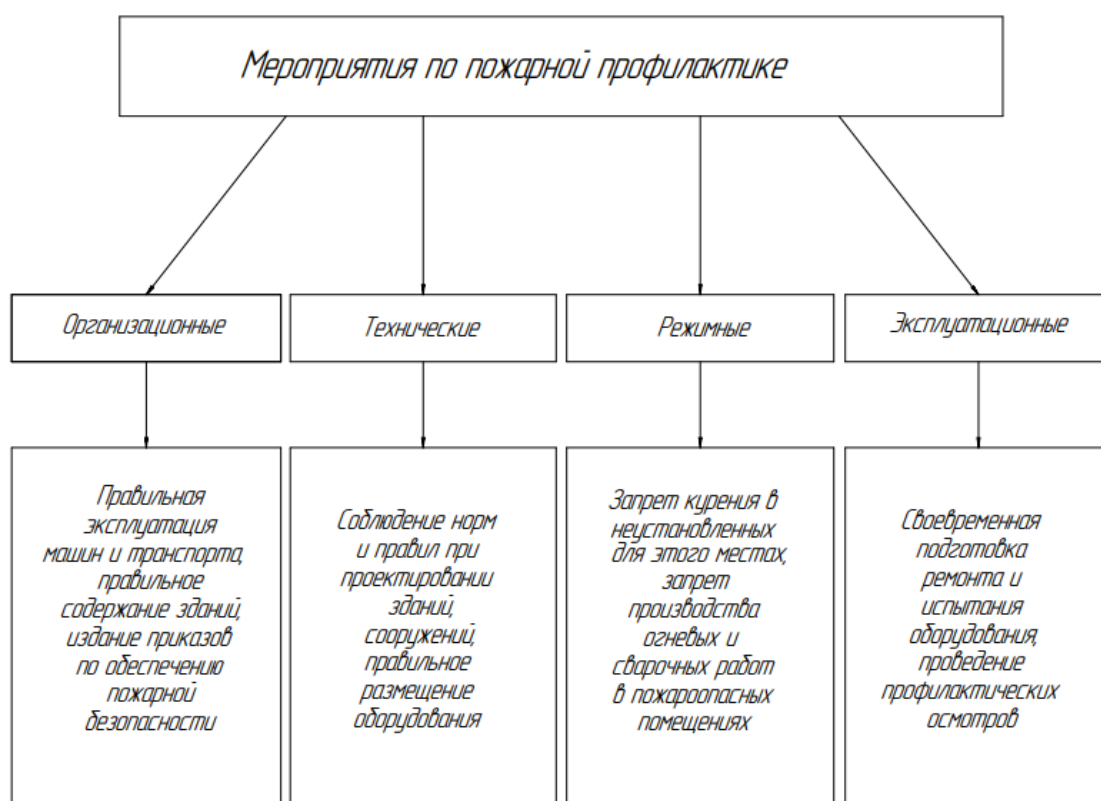 Мероприятия по пожарной профилактике
Организационные
Технические
Режимные
Эксплуатационные
Правильная
эксплуатация
машин и транспорта,
правильное
содержание зданий,
издание приказов
по обеспечению
пожарной
безопасности
Соблюдение норм
и правил при
проектировании
зданий,
сооружений,
правильное
размещение
оборудования
Запрет курения в
неустановленных
для этого местах,
запрет
производства
огневых и
сварочных работ
в пожароопасных
помещениях
Своевременная
подготовка
ремонта и
испытания
оборудования,
проведение
профилактических
осмотров